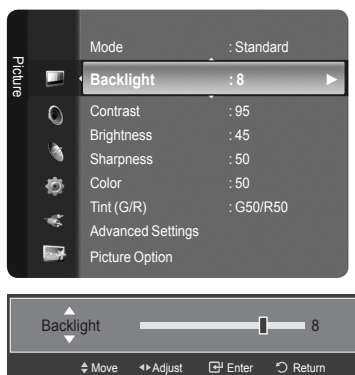 Picture
Mode : Standard
Backlight : 8
Contrast : 95
Brightness : 45
Sharpness : 50
Color : 50
Tint (G/R) : G50/R50
Advanced Settings
Picture Option
Backlight 8
Move Adjust Enter Return